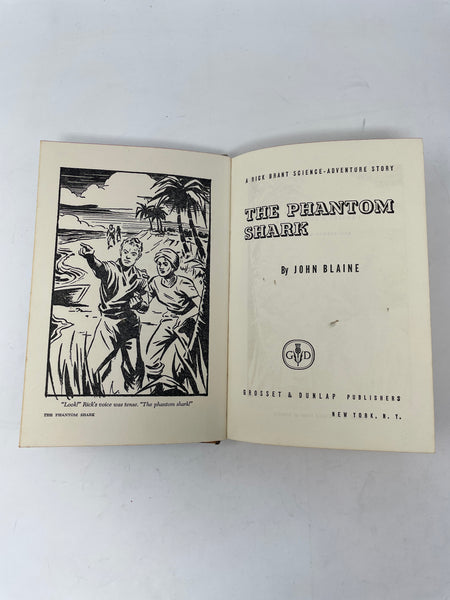 "Look!" Rick's voice was tense. "The phantom shark!"
THE PHANTOM SHARK
A RICK BRANT SCIENCE-ADVENTURE STORY
THE PHANTOM
SHARK
By JOHN BLAINE
G D
GROSSET & DUNLAP PUBLISHERS
NEW YORK, N. Y.